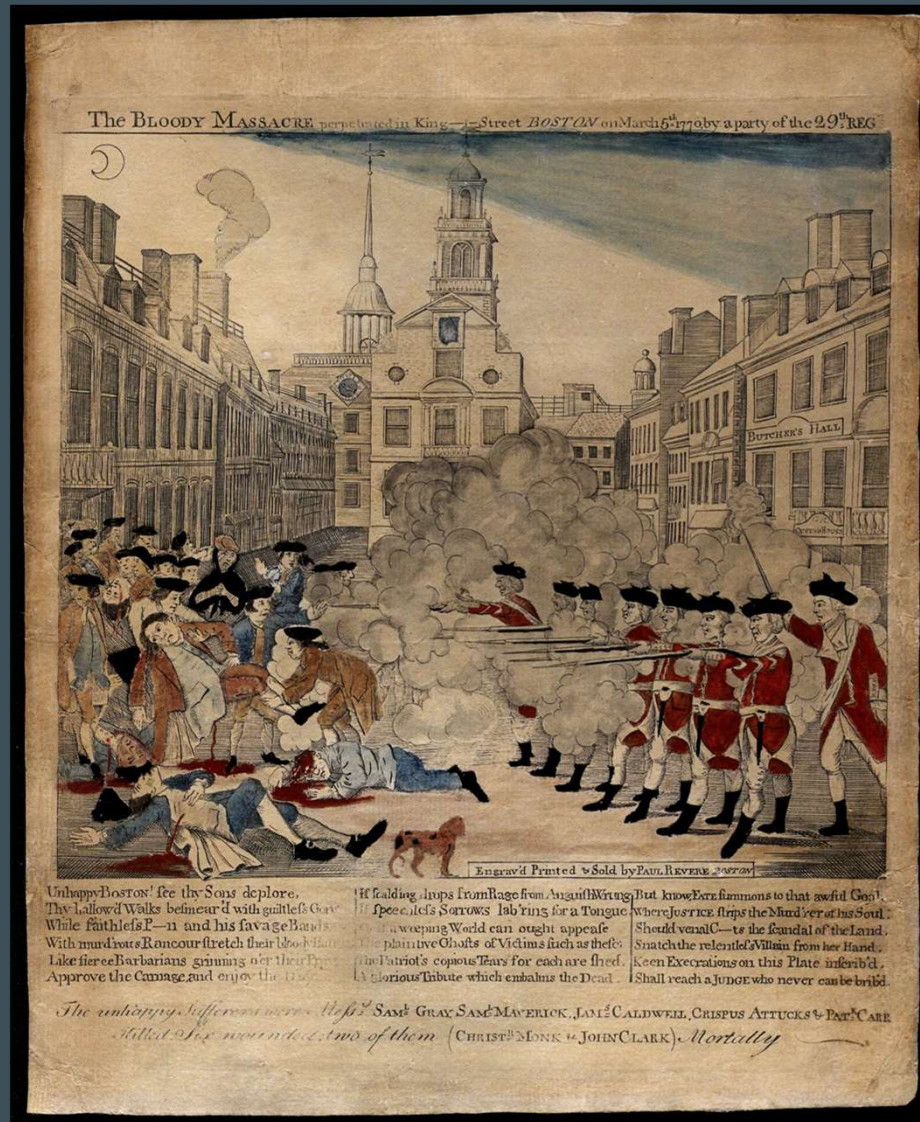 The BLOODY MASSACRE perpetrated in King—i—Street BOSTON on March 5th 1770 by a party of the 29th REG
BUTCHER'S HALL
Engrav'd Printed & Sold by PAUL REVERE BOSTON
Unhappy BOSTON! see thy Sons deplore,
Thy hallow'd Walks besmear'd with guiltless Gore
While faithless P—n and his savage Bands
With murd'rous Rancour stretch their bloody
Like fierce Barbarians grinning o'er their
Approve the Carnage, and enjoy the
If scalding drops from Rage from Anguish Wrung
If speechless Sorrows lab'ring for a Tongue
a weeping World can ought appease
The plaintive Ghosts of Victims such as these:
The Patriot's copious Tears for each are shed.
A glorious Tribute which embalms the Dead.
But know, FATE summons to that awful Goal,
Where JUSTICE strips the Murd'rer of his Soul:
Should venal C—ts the scandal of the Land,
Snatch the relentless Villain from her Hand,
Keen Execrations on this Plate inscrib'd,
Shall reach a JUDGE who never can be brib'd.
The unhappy Sufferers were Messrs SAML GRAY, SAML MAVERICK, JAMS CALDWELL, CRISPUS ATTUCKS & PATK CARR
Killed. Six wounded; two of them (CHRISTR MONK & JOHN CLARK) Mortally